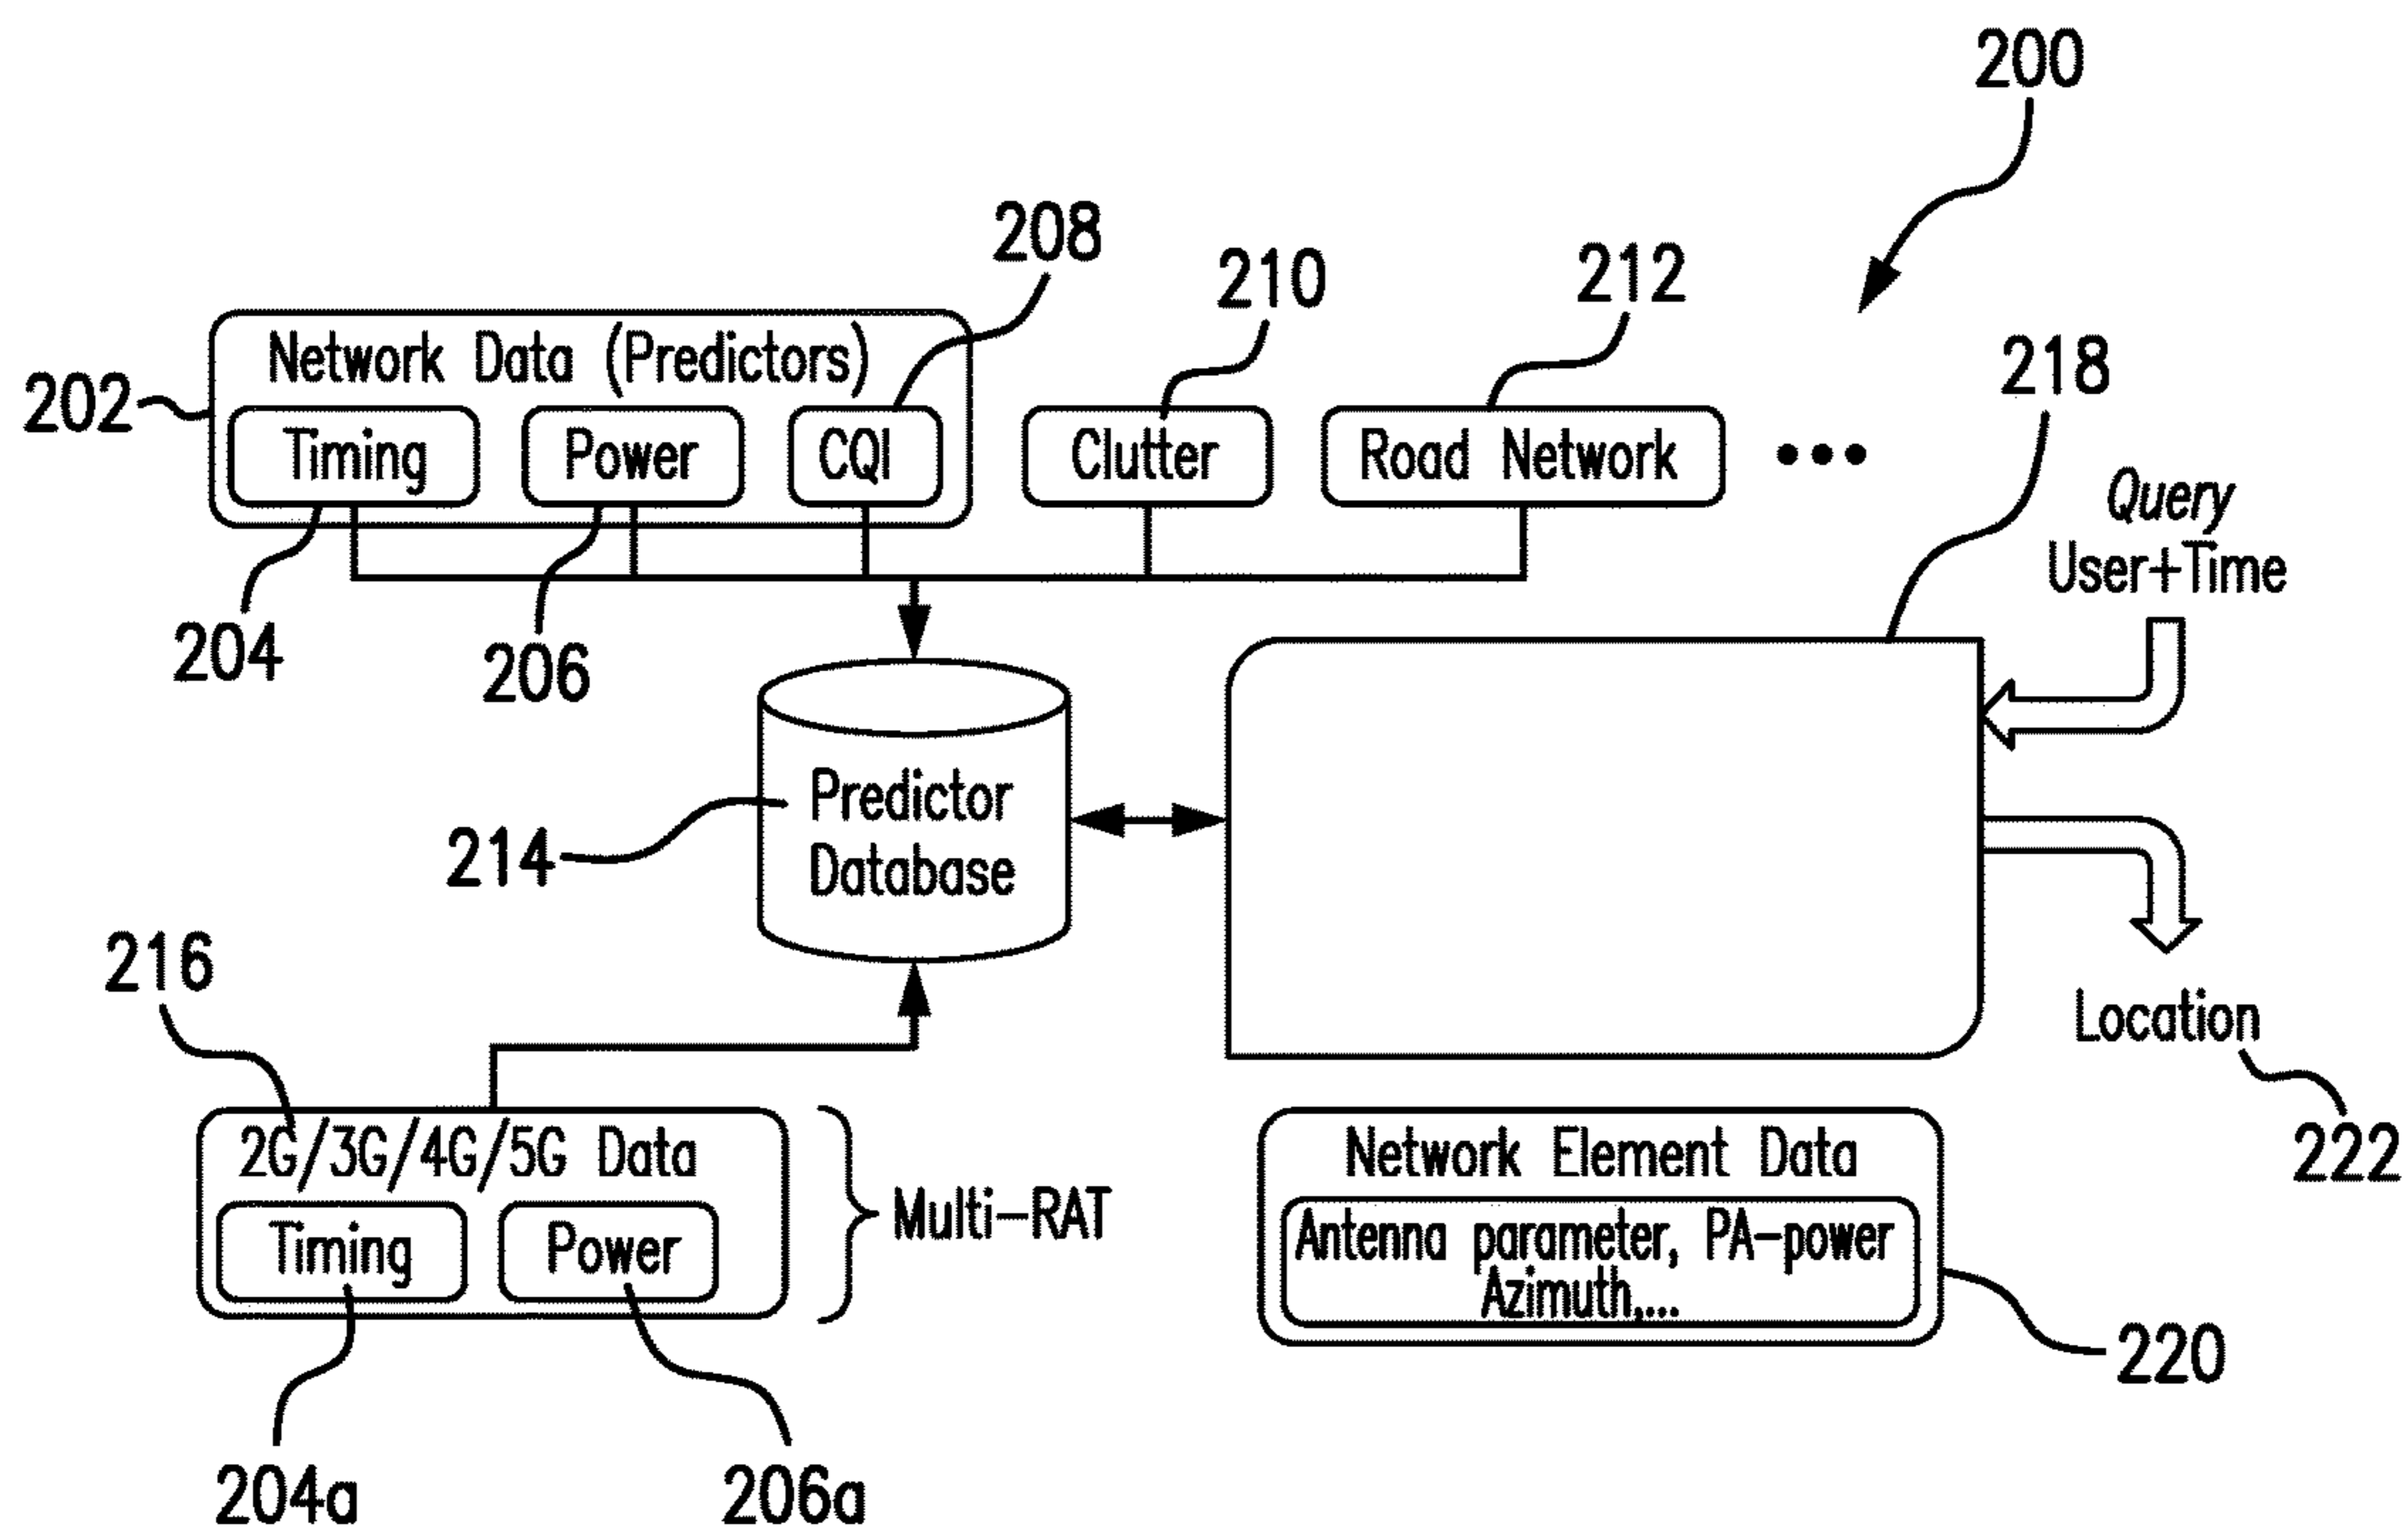 200
208
210
212
218
Network Data (Predictors)
202
Timing
Power
CQI
Clutter
Road Network
•••
Query
User+Time
204
206
Predictor
Database
214
216
Location
222
2G/3G/4G/5G Data
Timing
Power
Multi-RAT
Network Element Data
Antenna parameter, PA-power
Azimuth,...
220
204a
206a